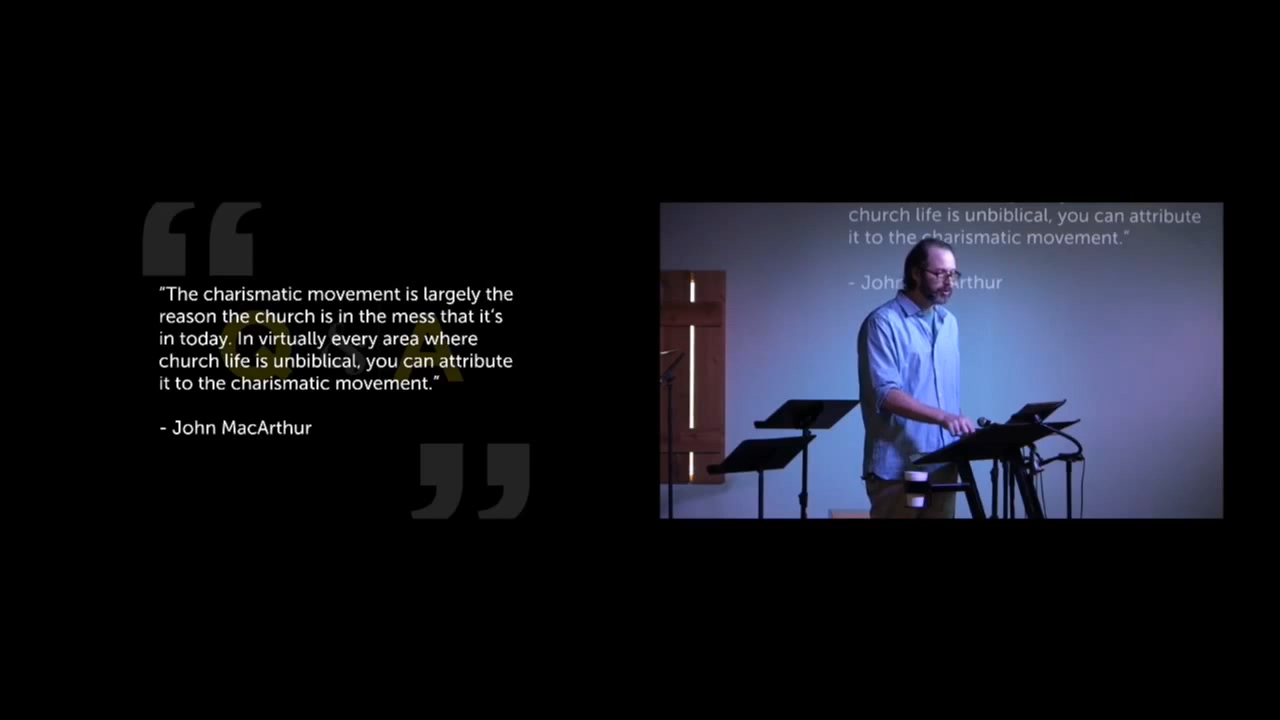 "The charismatic movement is largely the
reason the church is in the mess that it's
in today. In virtually every area where
church life is unbiblical, you can attribute
it to the charismatic movement."
- John MacArthur
Q & A
church life is unbiblical, you can attribute
it to the charismatic movement."
- John MacArthur